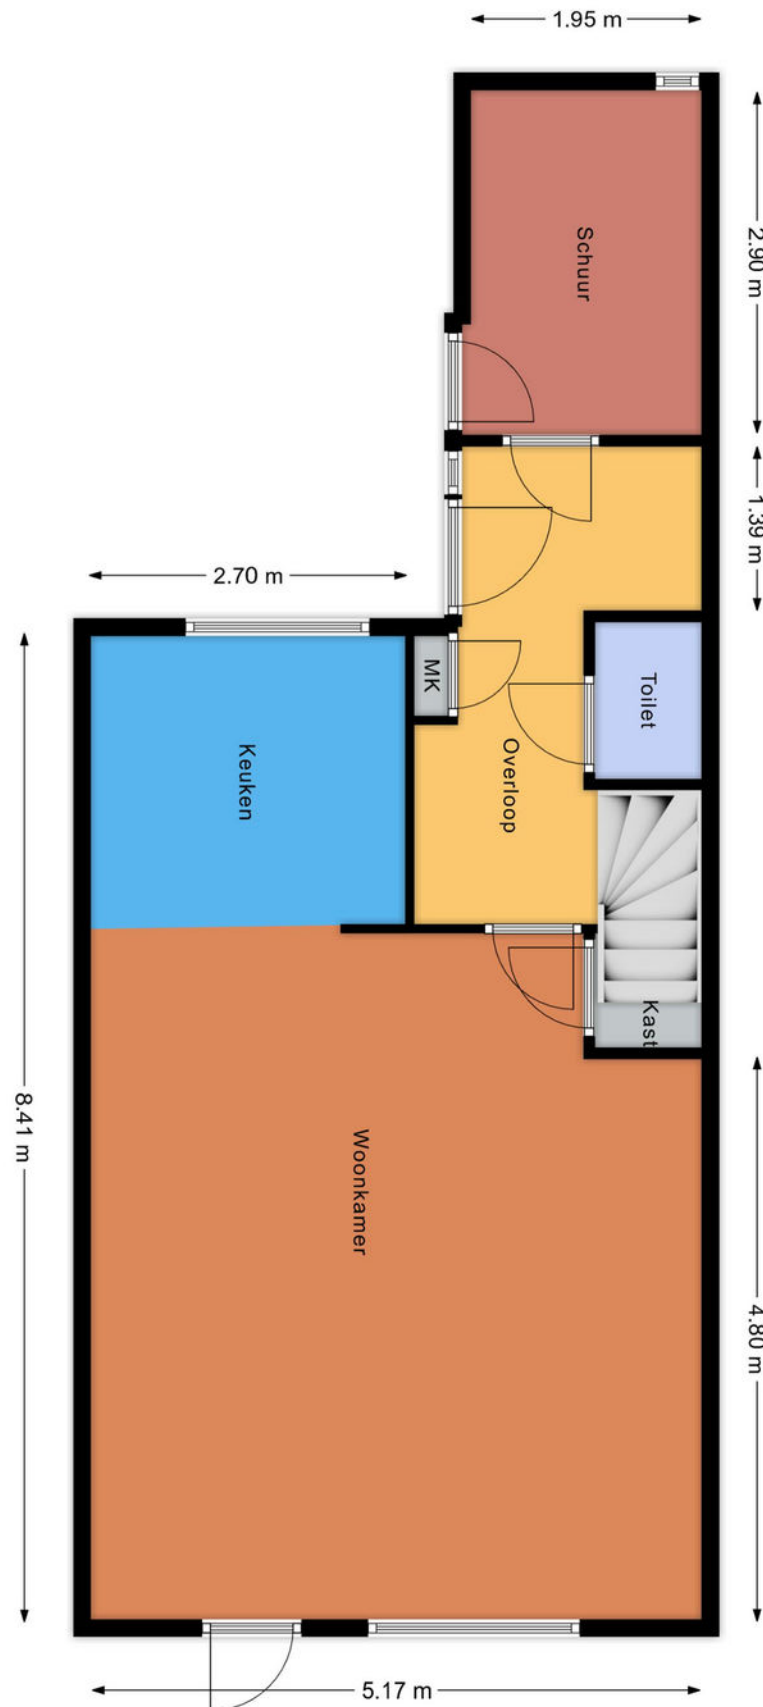 1.95 m
2.90 m
Schuur
1.39 m
2.70 m
MK
Toilet
Keuken
Overloop
Kast
8.41 m
Woonkamer
4.80 m
5.17 m